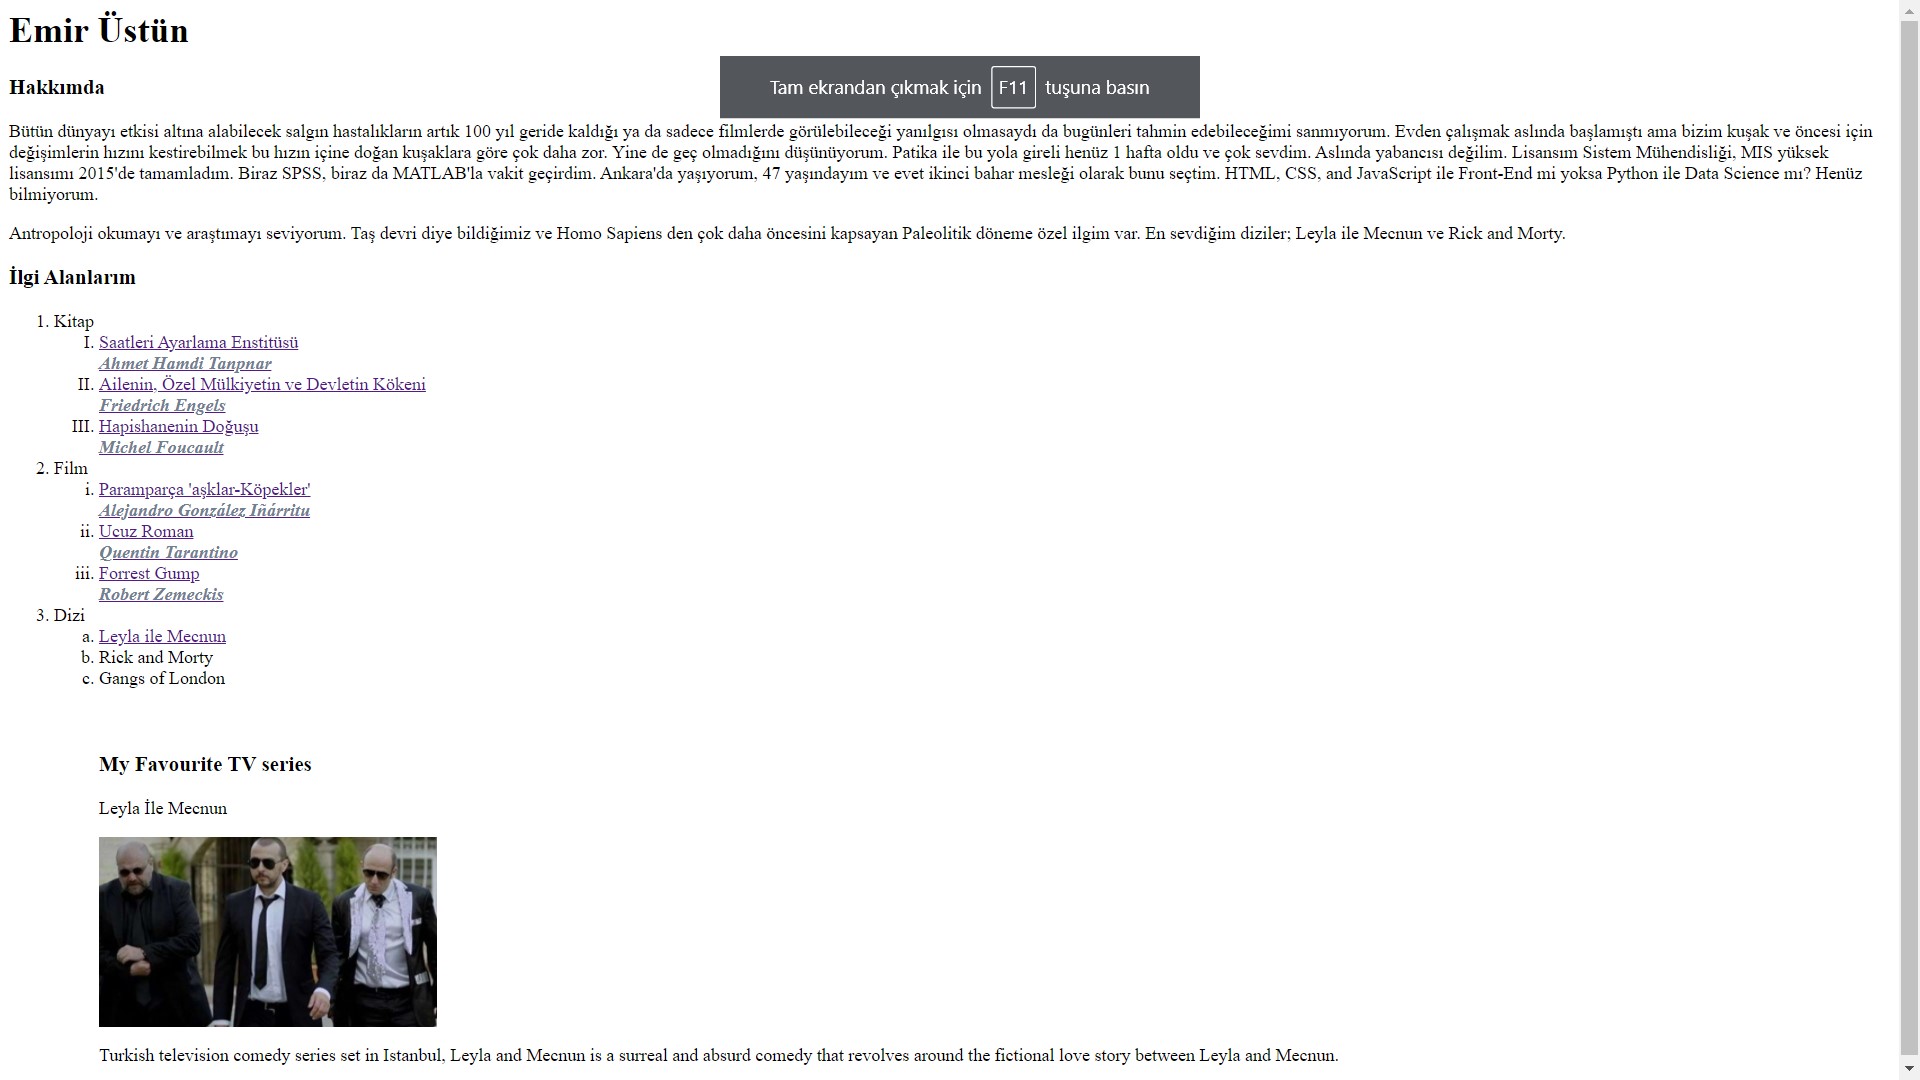 Emir Üstün
Tam ekrandan çıkmak için F11 tuşuna basın
Hakkımda
Bütün dünyayı etkisi altına alabilecek salgın hastalıkların artık 100 yıl geride kaldığı ya da sadece filmlerde görülebileceği yanılgısı olmasaydı da bugünleri tahmin edebileceğimi sanmıyorum. Evden çalışmak aslında başlamıştı ama bizim kuşak ve öncesi için
değişimlerin hızını kestirebilmek bu hızın içine doğan kuşaklara göre çok daha zor. Yine de geç olmadığını düşünüyorum. Patika ile bu yola gireli henüz 1 hafta oldu ve çok sevdim. Aslında yabancısı değilim. Lisansım Sistem Mühendisliği, MIS yüksek
lisansımı 2015'de tamamladım. Biraz SPSS, biraz da MATLAB'la vakit geçirdim. Ankara'da yaşıyorum, 47 yaşındayım ve evet ikinci bahar mesleği olarak bunu seçtim. HTML, CSS, and JavaScript ile Front-End mi yoksa Python ile Data Science mı? Henüz
bilmiyorum.
Antropoloji okumayı ve araştımayı seviyorum. Taş devri diye bildiğimiz ve Homo Sapiens den çok daha öncesini kapsayan Paleolitik döneme özel ilgim var. En sevdiğim diziler; Leyla ile Mecnun ve Rick and Morty.
İlgi Alanlarım
1. Kitap
I. Saatleri Ayarlama Enstitüsü
Ahmet Hamdi Tanpnar
II. Ailenin, Özel Mülkiyetin ve Devletin Kökeni
Friedrich Engels
III. Hapishanenin Doğuşu
Michel Foucault
2. Film
i. Paramparça 'aşklar-Köpekler'
Alejandro González Iñárritu
ii. Ucuz Roman
Quentin Tarantino
iii. Forrest Gump
Robert Zemeckis
3. Dizi
a. Leyla ile Mecnun
b. Rick and Morty
c. Gangs of London
My Favourite TV series
Leyla İle Mecnun
Turkish television comedy series set in Istanbul, Leyla and Mecnun is a surreal and absurd comedy that revolves around the fictional love story between Leyla and Mecnun.